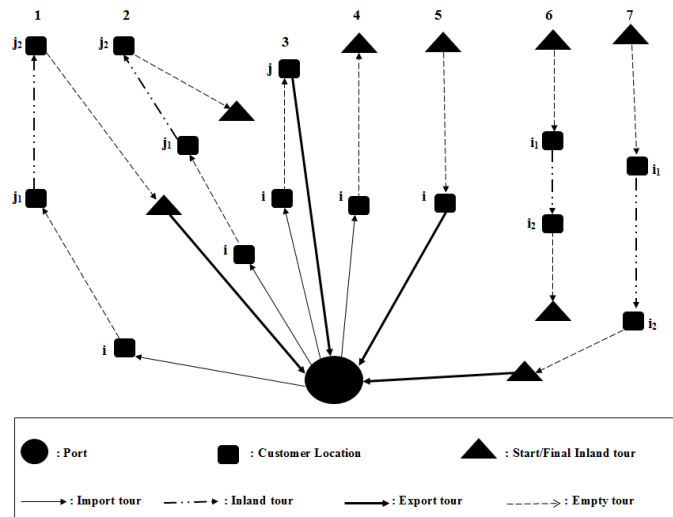 1 2 3 4 5 6 7
j₂ j₂ j
j₁ i₁ i₁
j₁ i i i i₂
i
i i₂
: Port : Customer Location : Start/Final Inland tour
: Import tour : Inland tour : Export tour : Empty tour